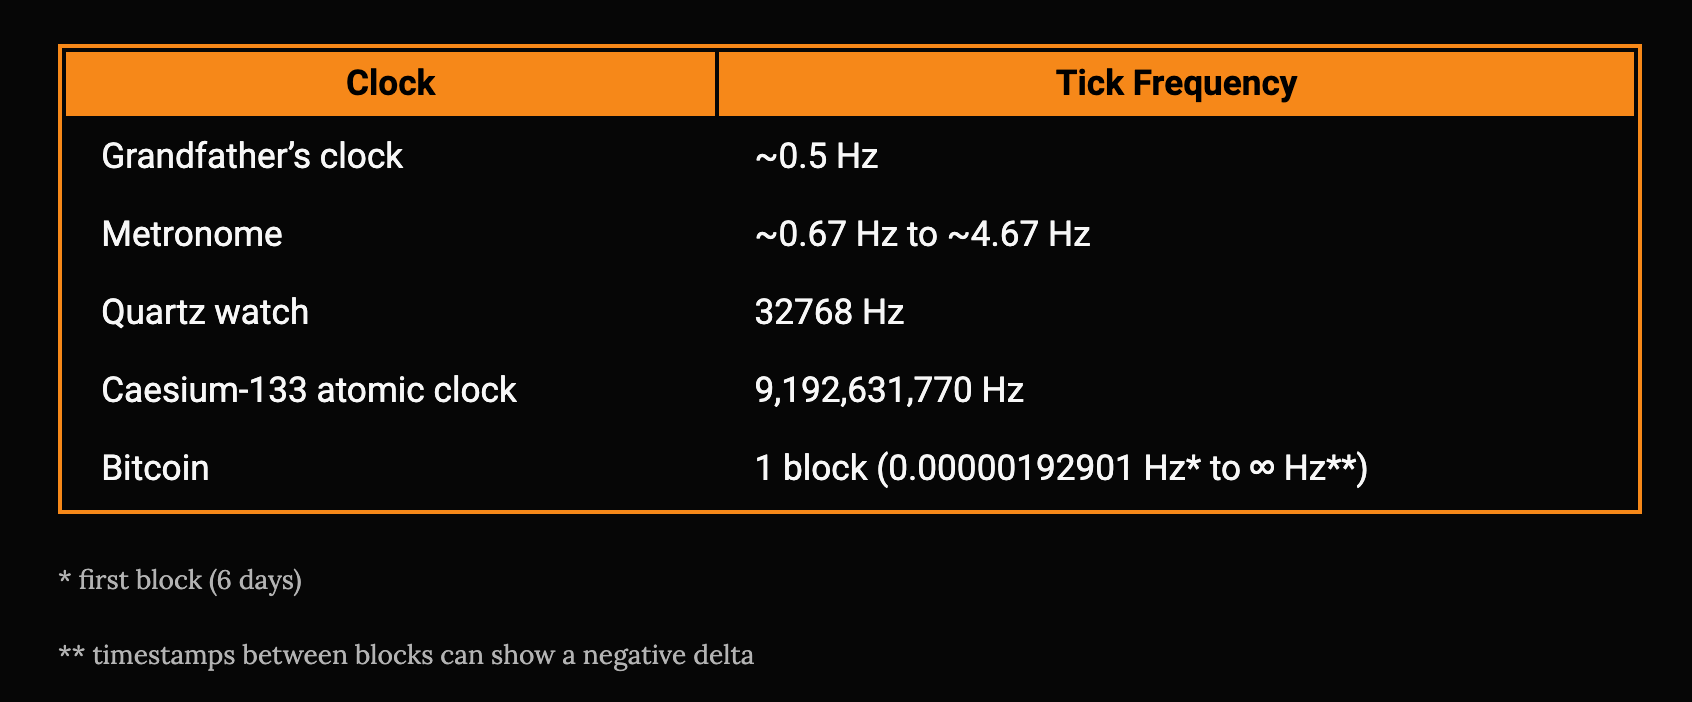 Clock Tick Frequency
Grandfather’s clock ~0.5 Hz
Metronome ~0.67 Hz to ~4.67 Hz
Quartz watch 32768 Hz
Caesium-133 atomic clock 9,192,631,770 Hz
Bitcoin 1 block (0.00000192901 Hz* to ∞ Hz**)
* first block (6 days)
** timestamps between blocks can show a negative delta